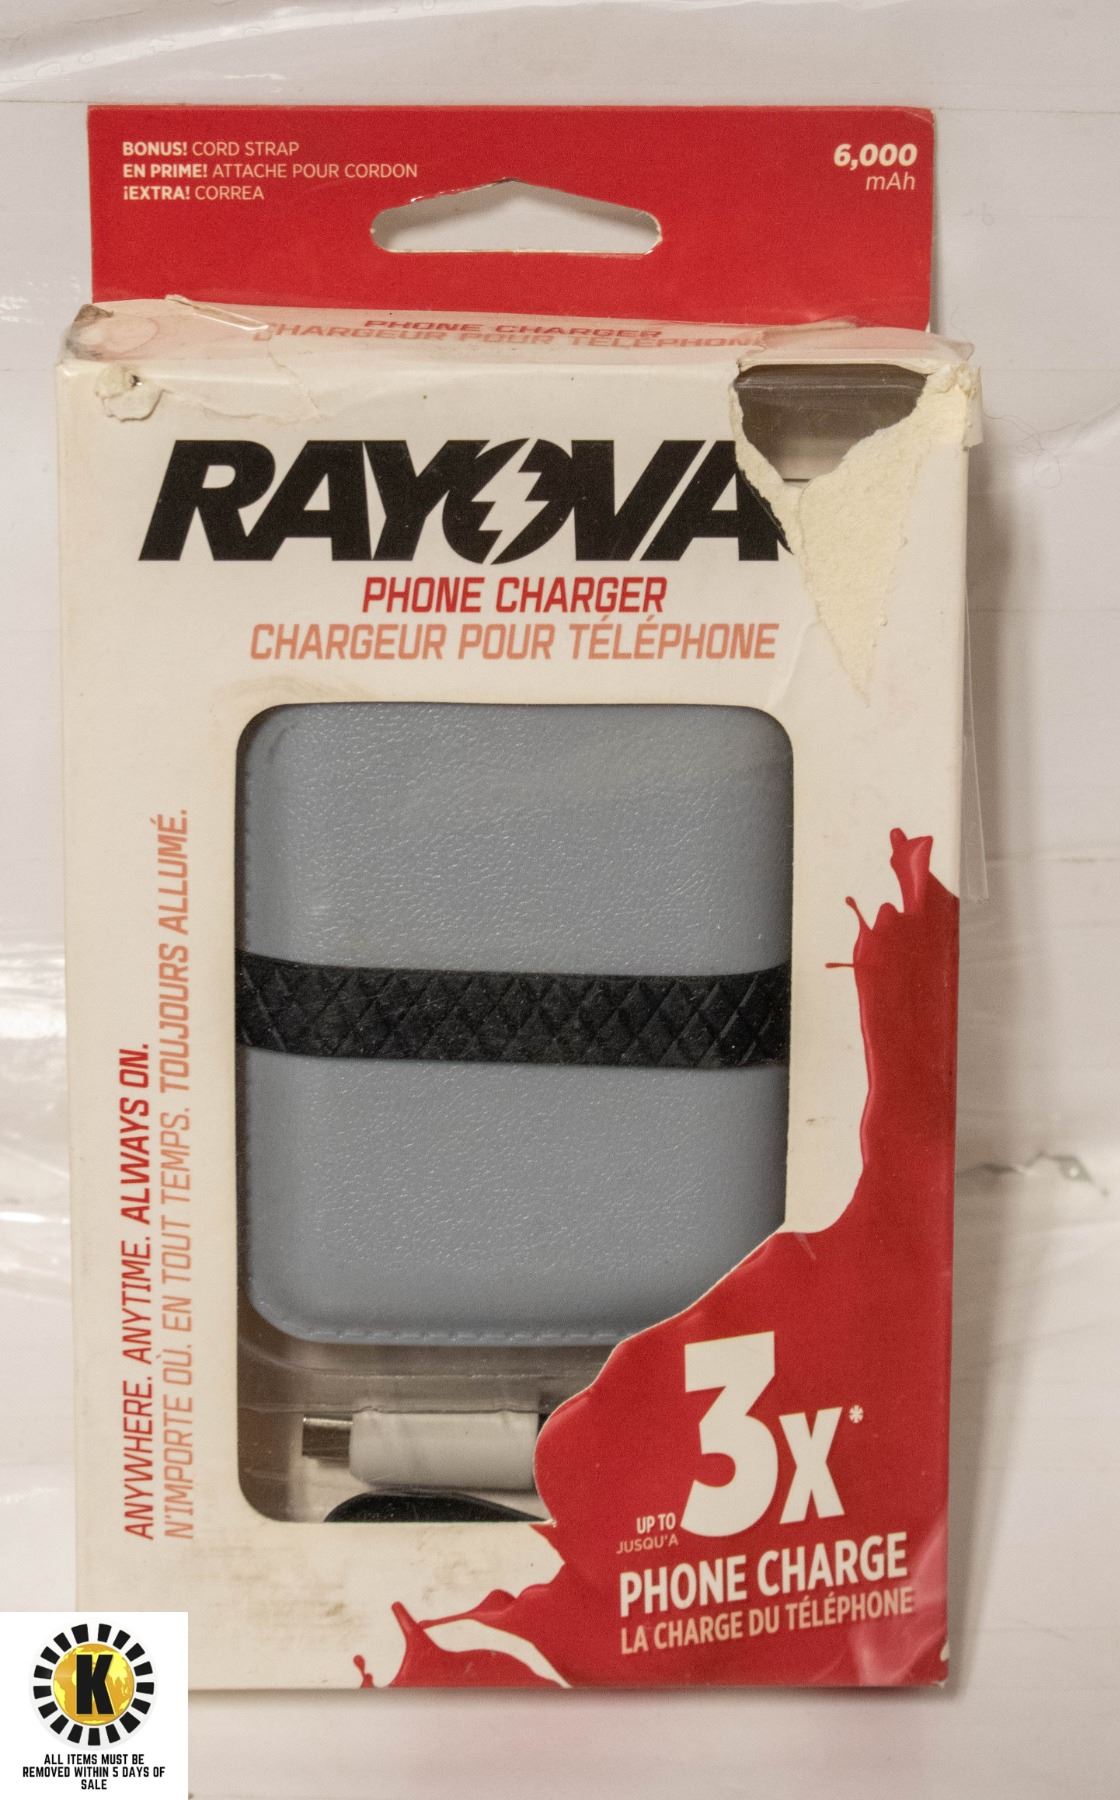 BONUS! CORD STRAP
EN PRIME! ATTACHE POUR CORDON
¡EXTRA! CORREA
6,000
mAh
PHONE CHARGER
CHARGEUR POUR TÉLÉPHONE
RAYOVA
PHONE CHARGER
CHARGEUR POUR TÉLÉPHONE
ANYWHERE. ANYTIME. ALWAYS ON.
N'IMPORTE OÙ. EN TOUT TEMPS. TOUJOURS ALLUMÉ.
UP TO
JUSQU'A
3x*
PHONE CHARGE
LA CHARGE DU TÉLÉPHONE
K
ALL ITEMS MUST BE
REMOVED WITHIN 5 DAYS OF
SALE